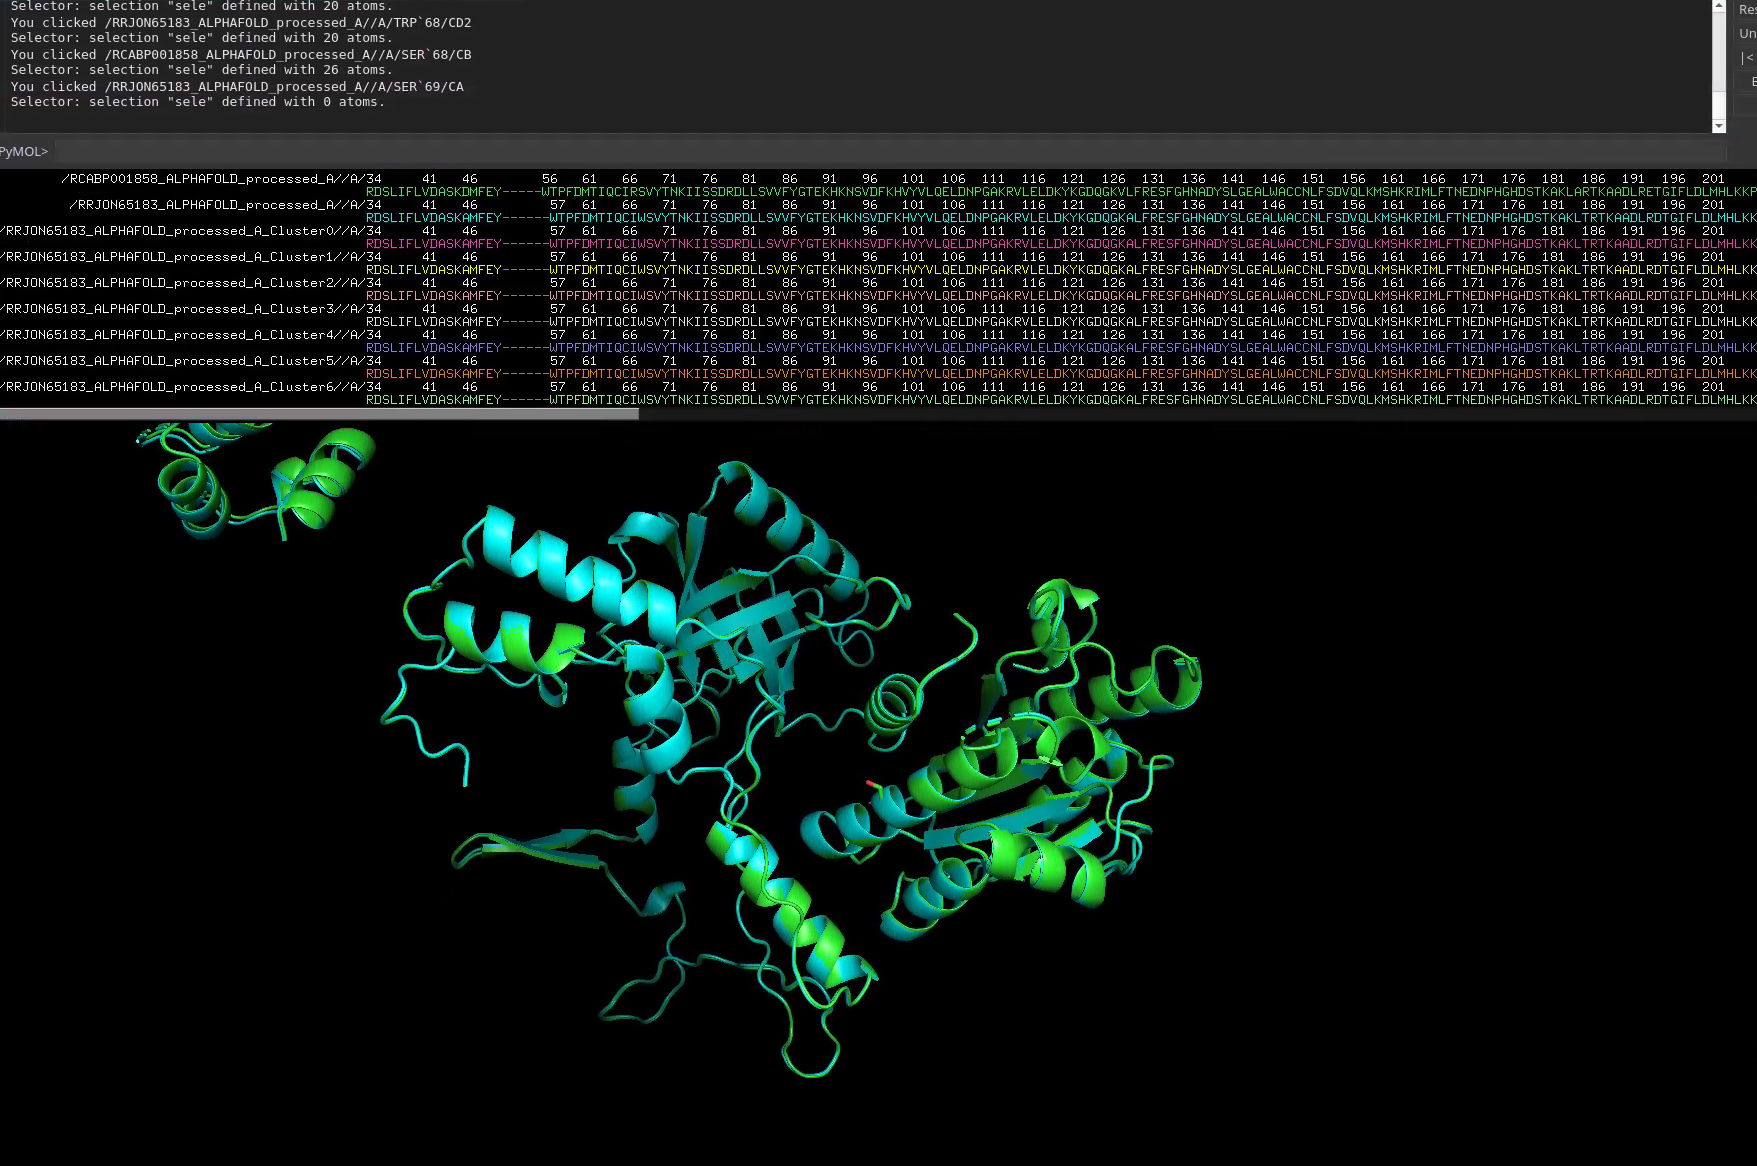 Selector: selection "sele" defined with 20 atoms.
You clicked /RRJON65183_ALPHAFOLD_processed_A//A/TRP`68/CD2
Selector: selection "sele" defined with 20 atoms.
You clicked /RCABP001858_ALPHAFOLD_processed_A//A/SER`68/CB
Selector: selection "sele" defined with 26 atoms.
You clicked /RRJON65183_ALPHAFOLD_processed_A//A/SER`69/CA
Selector: selection "sele" defined with 0 atoms.
Res
Un
|<
PyMOL>
/RCABP001858_ALPHAFOLD_processed_A//A/34 41 46 56 61 66 71 76 81 86 91 96 101 106 111 116 121 126 131 136 141 146 151 156 161 166 171 176 181 186 191 196 201
RDSLIFLVDASKDMFEY-----WTPFDMTIQCIRSVYTNKIISSDRDLLSVVFYGTEKHKNSVDFKHVYVLQELDNPGAKRVLELDKYKGDQGKVLFRESFGHNADYSLGEALWACCNLFSDVQLKMSHKRIMLFTNEDNPHGHDSTKAKLARTKAADLRETGIFLDLMHLKKP
/RRJON65183_ALPHAFOLD_processed_A//A/34 41 46 57 61 66 71 76 81 86 91 96 101 106 111 116 121 126 131 136 141 146 151 156 161 166 171 176 181 186 191 196 201
RDSLIFLVDASKAMFEY------WTPFDMTIQCIWSVYTNKIISSDRDLLSVVFYGTEKHKNSVDFKHVYVLQELDNPGAKRVLELDKYKGDQGKALFRESFGHNADYSLGEALWACCNLFSDVQLKMSHKRIMLFTNEDNPHGHDSTKAKLTRTKAADLRDTGIFLDLMHLKK
/RRJON65183_ALPHAFOLD_processed_A_Cluster0//A/34 41 46 57 61 66 71 76 81 86 91 96 101 106 111 116 121 126 131 136 141 146 151 156 161 166 171 176 181 186 191 196 201
RDSLIFLVDASKAMFEY------WTPFDMTIQCIWSVYTNKIISSDRDLLSVVFYGTEKHKNSVDFKHVYVLQELDNPGAKRVLELDKYKGDQGKALFRESFGHNADYSLGEALWACCNLFSDVQLKMSHKRIMLFTNEDNPHGHDSTKAKLTRTKAADLRDTGIFLDLMHLKK
/RRJON65183_ALPHAFOLD_processed_A_Cluster1//A/34 41 46 57 61 66 71 76 81 86 91 96 101 106 111 116 121 126 131 136 141 146 151 156 161 166 171 176 181 186 191 196 201
RDSLIFLVDASKAMFEY------WTPFDMTIQCIWSVYTNKIISSDRDLLSVVFYGTEKHKNSVDFKHVYVLQELDNPGAKRVLELDKYKGDQGKALFRESFGHNADYSLGEALWACCNLFSDVQLKMSHKRIMLFTNEDNPHGHDSTKAKLTRTKAADLRDTGIFLDLMHLKK
/RRJON65183_ALPHAFOLD_processed_A_Cluster2//A/34 41 46 57 61 66 71 76 81 86 91 96 101 106 111 116 121 126 131 136 141 146 151 156 161 166 171 176 181 186 191 196 201
RDSLIFLVDASKAMFEY------WTPFDMTIQCIWSVYTNKIISSDRDLLSVVFYGTEKHKNSVDFKHVYVLQELDNPGAKRVLELDKYKGDQGKALFRESFGHNADYSLGEALWACCNLFSDVQLKMSHKRIMLFTNEDNPHGHDSTKAKLTRTKAADLRDTGIFLDLMHLKK
/RRJON65183_ALPHAFOLD_processed_A_Cluster3//A/34 41 46 57 61 66 71 76 81 86 91 96 101 106 111 116 121 126 131 136 141 146 151 156 161 166 171 176 181 186 191 196 201
RDSLIFLVDASKAMFEY------WTPFDMTIQCIWSVYTNKIISSDRDLLSVVFYGTEKHKNSVDFKHVYVLQELDNPGAKRVLELDKYKGDQGKALFRESFGHNADYSLGEALWACCNLFSDVQLKMSHKRIMLFTNEDNPHGHDSTKAKLTRTKAADLRDTGIFLDLMHLKK
/RRJON65183_ALPHAFOLD_processed_A_Cluster4//A/34 41 46 57 61 66 71 76 81 86 91 96 101 106 111 116 121 126 131 136 141 146 151 156 161 166 171 176 181 186 191 196 201
RDSLIFLVDASKAMFEY------WTPFDMTIQCIWSVYTNKIISSDRDLLSVVFYGTEKHKNSVDFKHVYVLQELDNPGAKRVLELDKYKGDQGKALFRESFGHNADYSLGEALWACCNLFSDVQLKMSHKRIMLFTNEDNPHGHDSTKAKLTRTKAADLRDTGIFLDLMHLKK
/RRJON65183_ALPHAFOLD_processed_A_Cluster5//A/34 41 46 57 61 66 71 76 81 86 91 96 101 106 111 116 121 126 131 136 141 146 151 156 161 166 171 176 181 186 191 196 201
RDSLIFLVDASKAMFEY------WTPFDMTIQCIWSVYTNKIISSDRDLLSVVFYGTEKHKNSVDFKHVYVLQELDNPGAKRVLELDKYKGDQGKALFRESFGHNADYSLGEALWACCNLFSDVQLKMSHKRIMLFTNEDNPHGHDSTKAKLTRTKAADLRDTGIFLDLMHLKK
/RRJON65183_ALPHAFOLD_processed_A_Cluster6//A/34 41 46 57 61 66 71 76 81 86 91 96 101 106 111 116 121 126 131 136 141 146 151 156 161 166 171 176 181 186 191 196 201
RDSLIFLVDASKAMFEY------WTPFDMTIQCIWSVYTNKIISSDRDLLSVVFYGTEKHKNSVDFKHVYVLQELDNPGAKRVLELDKYKGDQGKALFRESFGHNADYSLGEALWACCNLFSDVQLKMSHKRIMLFTNEDNPHGHDSTKAKLTRTKAADLRDTGIFLDLMHLKK